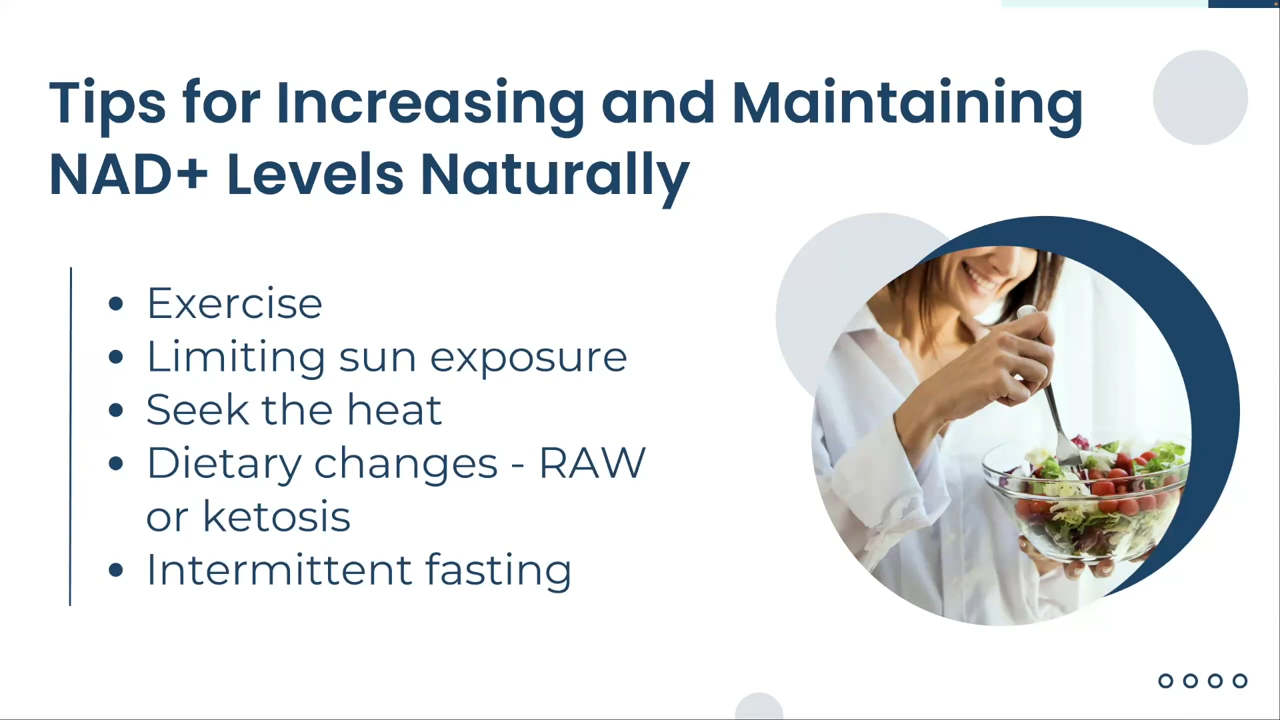 Tips for Increasing and Maintaining
NAD+ Levels Naturally
• Exercise
• Limiting sun exposure
• Seek the heat
• Dietary changes - RAW
or ketosis
• Intermittent fasting